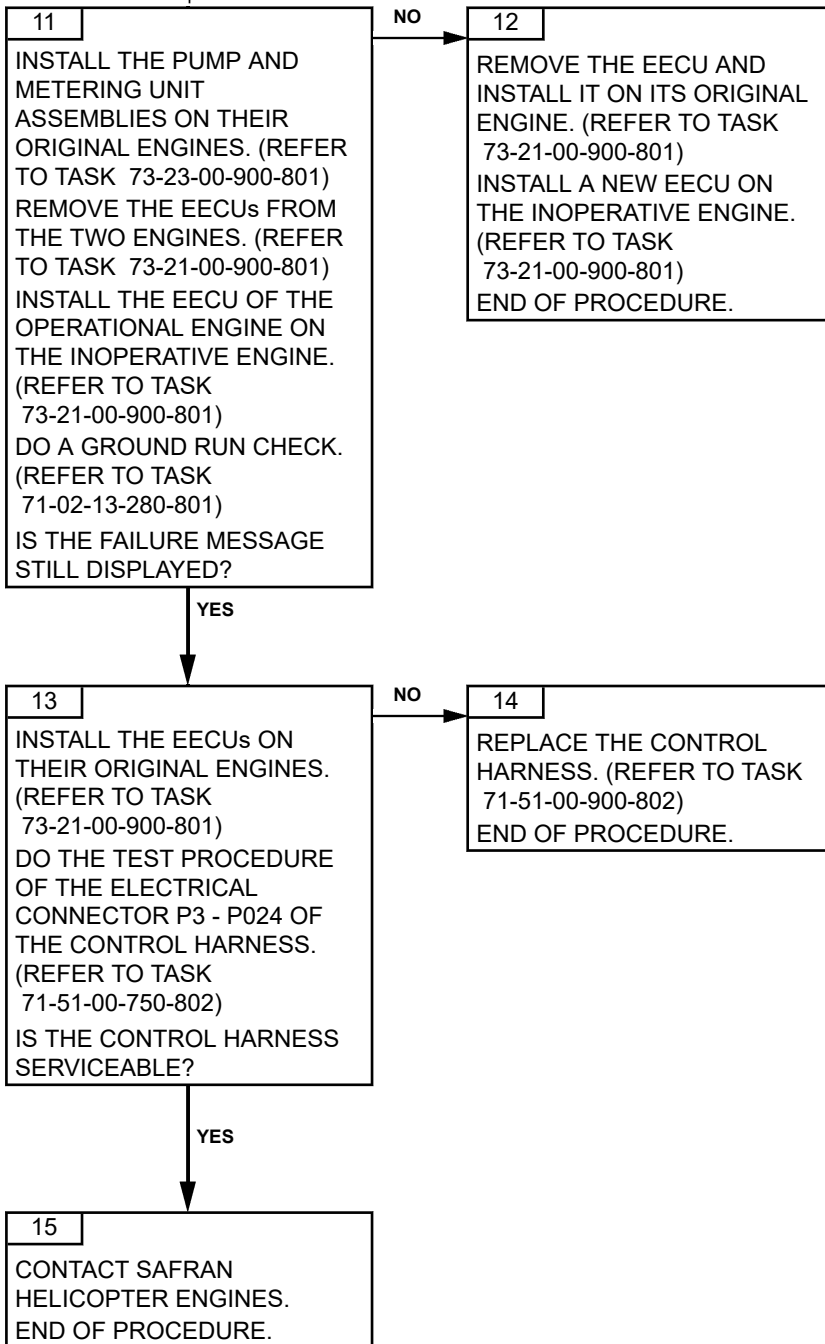 11
INSTALL THE PUMP AND
METERING UNIT
ASSEMBLIES ON THEIR
ORIGINAL ENGINES. (REFER
TO TASK 73-23-00-900-801)
REMOVE THE EECUs FROM
THE TWO ENGINES. (REFER
TO TASK 73-21-00-900-801)
INSTALL THE EECU OF THE
OPERATIONAL ENGINE ON
THE INOPERATIVE ENGINE.
(REFER TO TASK
73-21-00-900-801)
DO A GROUND RUN CHECK.
(REFER TO TASK
71-02-13-280-801)
IS THE FAILURE MESSAGE
STILL DISPLAYED?
NO
12
REMOVE THE EECU AND
INSTALL IT ON ITS ORIGINAL
ENGINE. (REFER TO TASK
73-21-00-900-801)
INSTALL A NEW EECU ON
THE INOPERATIVE ENGINE.
(REFER TO TASK
73-21-00-900-801)
END OF PROCEDURE.
YES
13
INSTALL THE EECUs ON
THEIR ORIGINAL ENGINES.
(REFER TO TASK
73-21-00-900-801)
DO THE TEST PROCEDURE
OF THE ELECTRICAL
CONNECTOR P3 - P024 OF
THE CONTROL HARNESS.
(REFER TO TASK
71-51-00-750-802)
IS THE CONTROL HARNESS
SERVICEABLE?
NO
14
REPLACE THE CONTROL
HARNESS. (REFER TO TASK
71-51-00-900-802)
END OF PROCEDURE.
YES
15
CONTACT SAFRAN
HELICOPTER ENGINES.
END OF PROCEDURE.